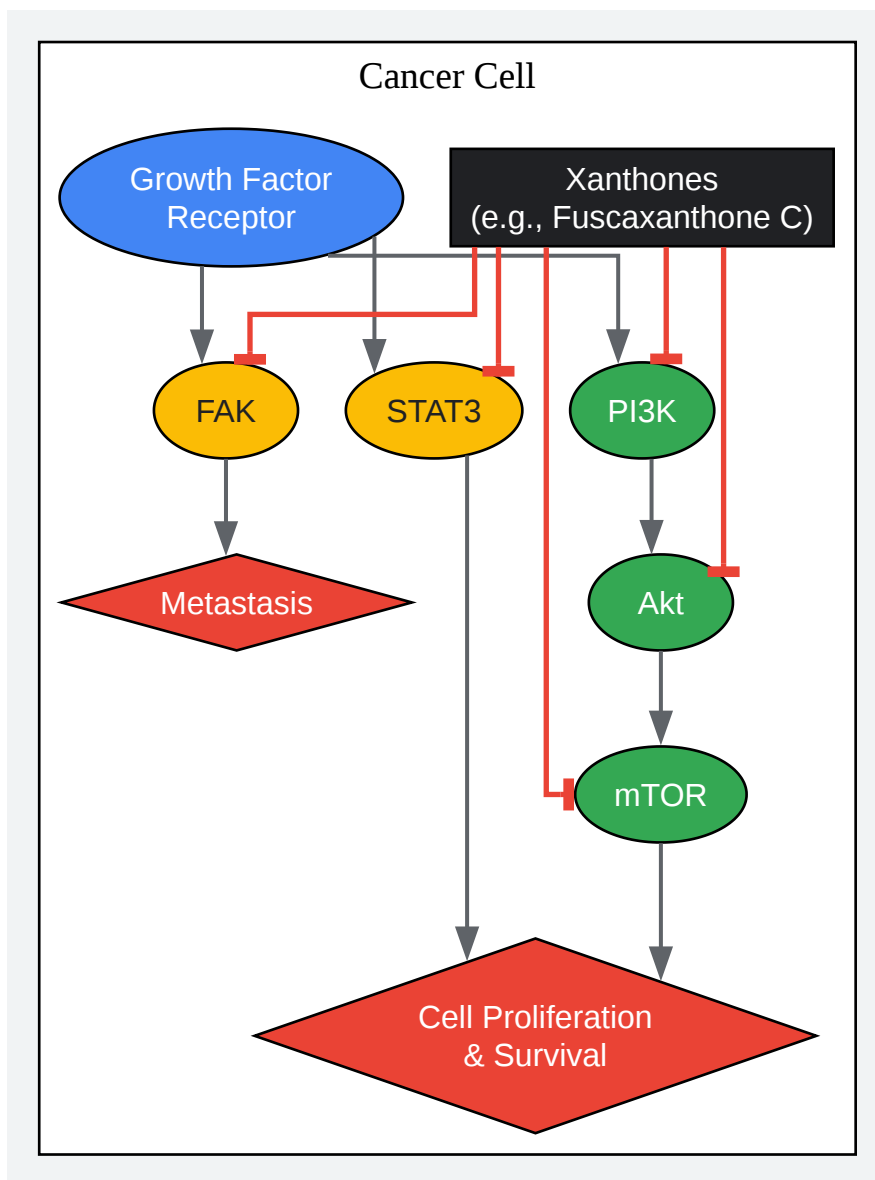 Cancer Cell
Growth Factor
Receptor
Xanthones
(e.g., Fuscaxanthone C)
FAK
STAT3
PI3K
Metastasis
Akt
mTOR
Cell Proliferation
& Survival